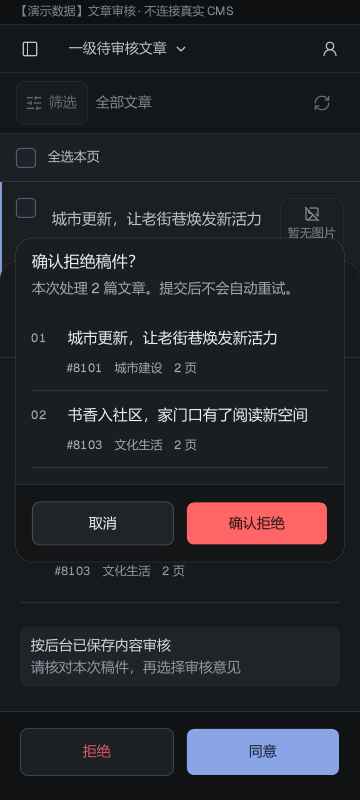 【演示数据】文章审核 · 不连接真实 CMS
一级待审核文章
筛选
全部文章
全选本页
城市更新，让老街巷焕发新活力
暂无图片
确认拒绝稿件？
本次处理 2 篇文章。提交后不会自动重试。
01 城市更新，让老街巷焕发新活力
#8101 城市建设 2 页
02 书香入社区，家门口有了阅读新空间
#8103 文化生活 2 页
取消
确认拒绝
#8103 文化生活 2 页
按后台已保存内容审核
请核对本次稿件，再选择审核意见
拒绝
同意